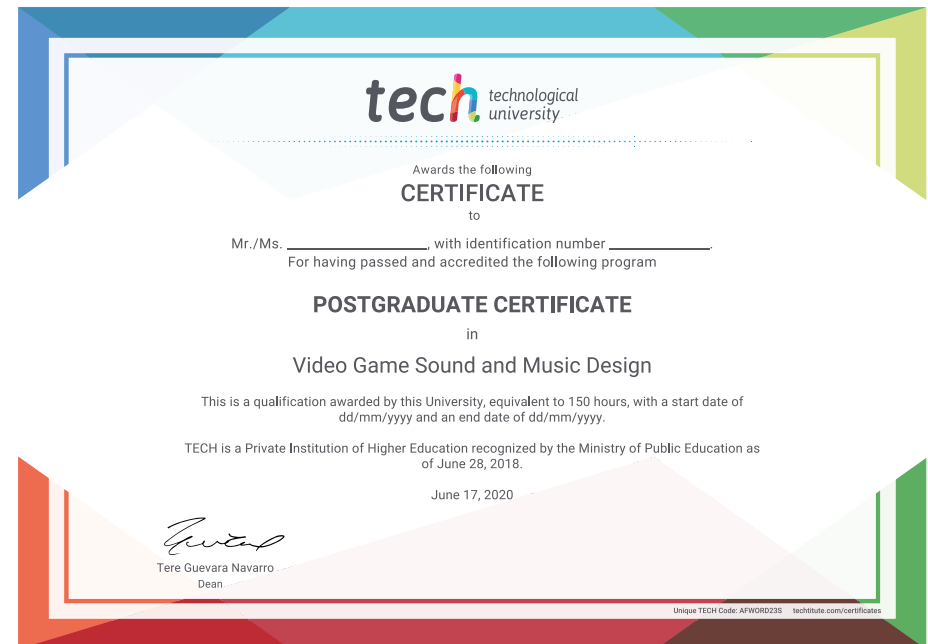 tech technological
university
Awards the following
CERTIFICATE
to
Mr./Ms. ____________________, with identification number ______________.
For having passed and accredited the following program
POSTGRADUATE CERTIFICATE
in
Video Game Sound and Music Design
This is a qualification awarded by this University, equivalent to 150 hours, with a start date of
dd/mm/yyyy and an end date of dd/mm/yyyy.
TECH is a Private Institution of Higher Education recognized by the Ministry of Public Education as
of June 28, 2018.
June 17, 2020
Tere Guevara Navarro
Dean
Unique TECH Code: AFWORD23S techtitute.com/certificates